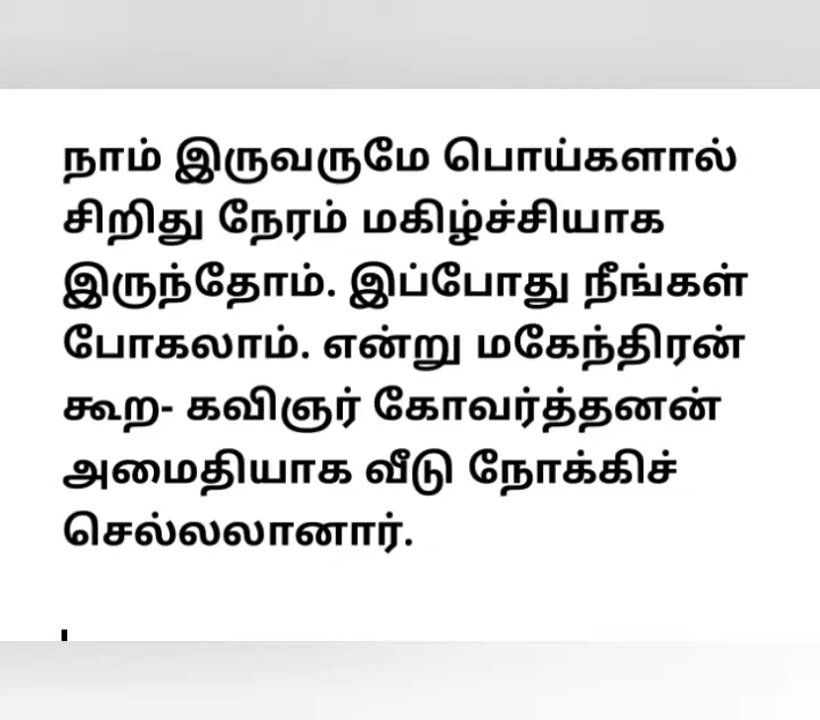 நாம் இருவருமே பொய்களால்
சிறிது நேரம் மகிழ்ச்சியாக
இருந்தோம். இப்போது நீங்கள்
போகலாம். என்று மகேந்திரன்
கூற- கவிஞர் கோவர்த்தனன்
அமைதியாக வீடு நோக்கிச்
செல்லலானார்.